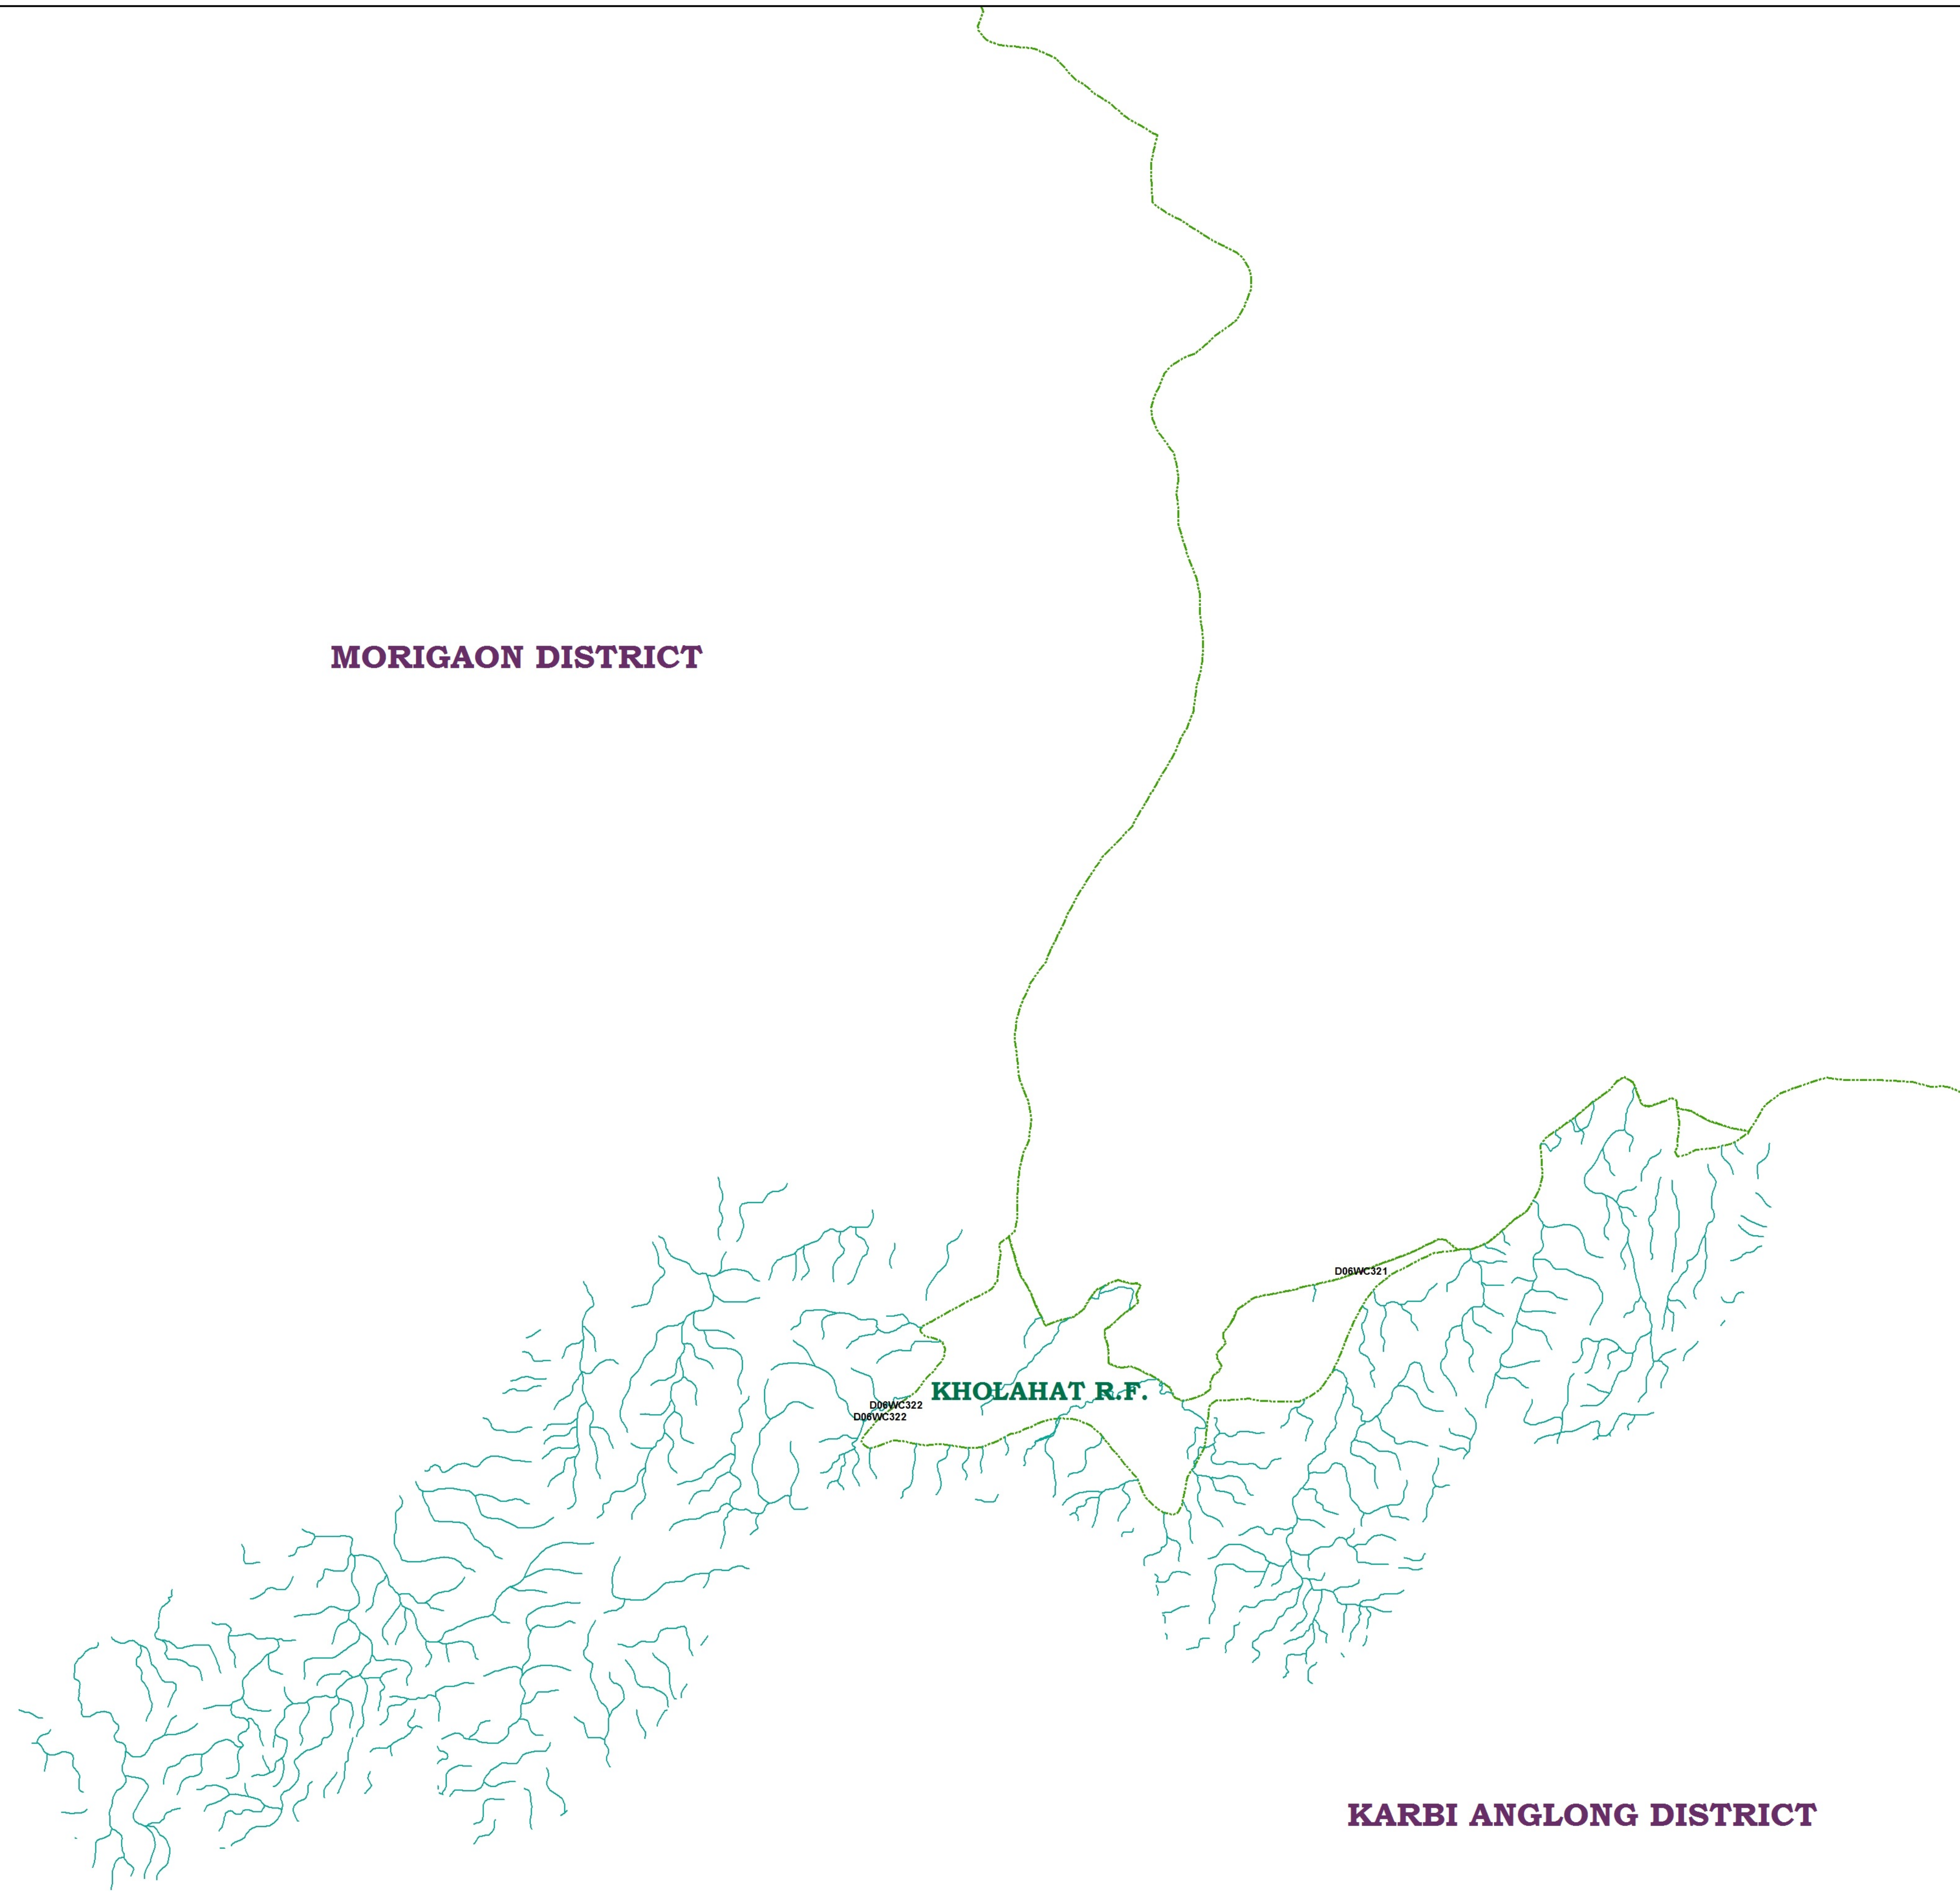 MORIGAON DISTRICT
D06WC321
KHOLAHAT R.F.
D06WC322
D06WC322
KARBI ANGLONG DISTRICT